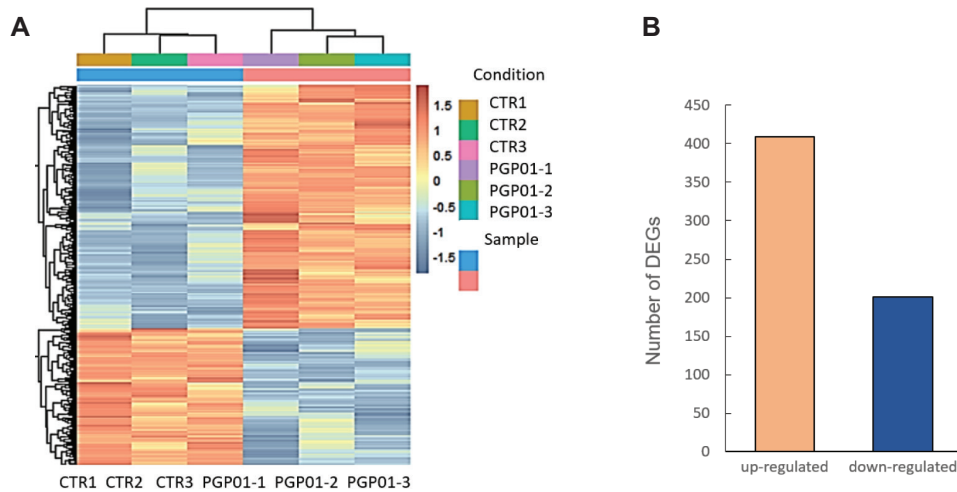 A
Condition
CTR1
CTR2
CTR3
PGP01-1
PGP01-2
PGP01-3
Sample
1.5
1
0.5
0
-0.5
-1
-1.5
CTR1 CTR2 CTR3 PGP01-1 PGP01-2 PGP01-3
B
Number of DEGs
450
400
350
300
250
200
150
100
50
0
up-regulated down-regulated